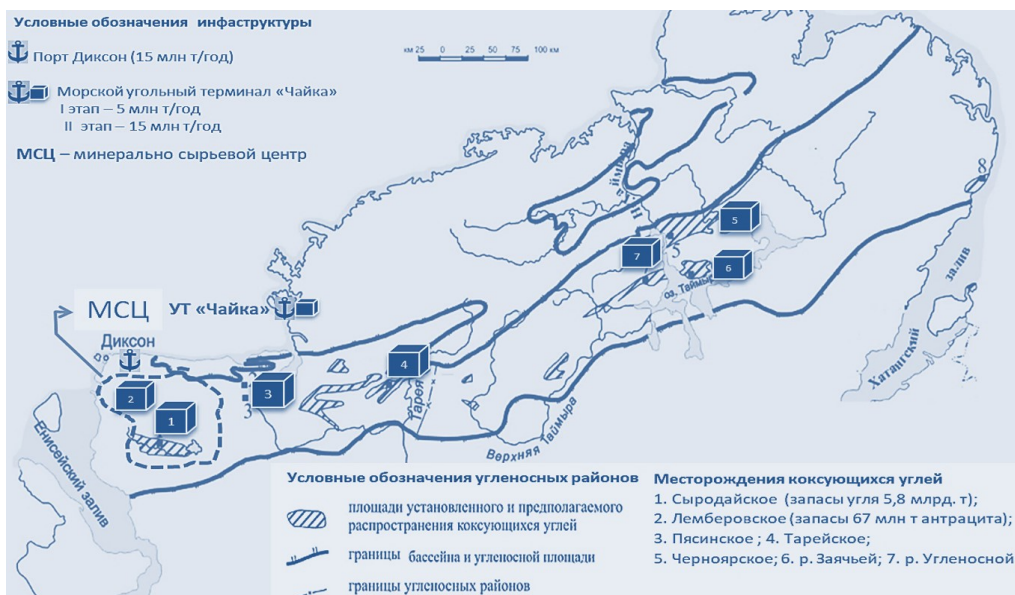 Условные обозначения инфаструктуры
Порт Диксон (15 млн т/год)
Морской угольный терминал «Чайка»
I этап – 5 млн т/год
II этап – 15 млн т/год
МСЦ – минерально сырьевой центр
км 25 0 25 50 75 100 км
5
7
6
оз. Таймыр
Хатангский
залив
МСЦ
УТ «Чайка»
Диксон
4
3
2
1
Тарея
Верхняя Таймыра
Енисейский залив
Условные обозначения угленосных районов
площади установленного и предполагаемого
распространения коксующихся углей
границы бассейна и угленосной площади
границы угленосных районов
Месторождения коксующихся углей
1. Сыродайское (запасы угля 5,8 млрд. т);
2. Лемберовское (запасы 67 млн т антрацита);
3. Пясинское ; 4. Тарейское;
5. Черноярское; 6. р. Заячьей; 7. р. Угленосной